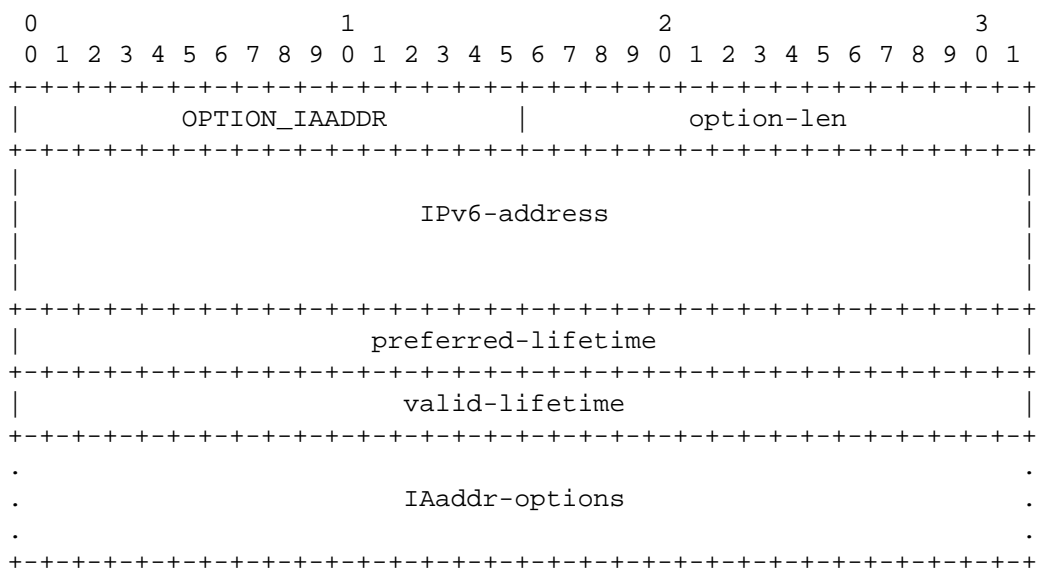 0                   1                   2                   3
 0 1 2 3 4 5 6 7 8 9 0 1 2 3 4 5 6 7 8 9 0 1 2 3 4 5 6 7 8 9 0 1
+-+-+-+-+-+-+-+-+-+-+-+-+-+-+-+-+-+-+-+-+-+-+-+-+-+-+-+-+-+-+-+-+
|          OPTION_IAADDR        |          option-len           |
+-+-+-+-+-+-+-+-+-+-+-+-+-+-+-+-+-+-+-+-+-+-+-+-+-+-+-+-+-+-+-+-+
|                                                               |
|                         IPv6-address                          |
|                                                               |
|                                                               |
+-+-+-+-+-+-+-+-+-+-+-+-+-+-+-+-+-+-+-+-+-+-+-+-+-+-+-+-+-+-+-+-+
|                      preferred-lifetime                       |
+-+-+-+-+-+-+-+-+-+-+-+-+-+-+-+-+-+-+-+-+-+-+-+-+-+-+-+-+-+-+-+-+
|                        valid-lifetime                         |
+-+-+-+-+-+-+-+-+-+-+-+-+-+-+-+-+-+-+-+-+-+-+-+-+-+-+-+-+-+-+-+-+
.                                                               .
.                        IAaddr-options                         .
.                                                               .
+-+-+-+-+-+-+-+-+-+-+-+-+-+-+-+-+-+-+-+-+-+-+-+-+-+-+-+-+-+-+-+-+